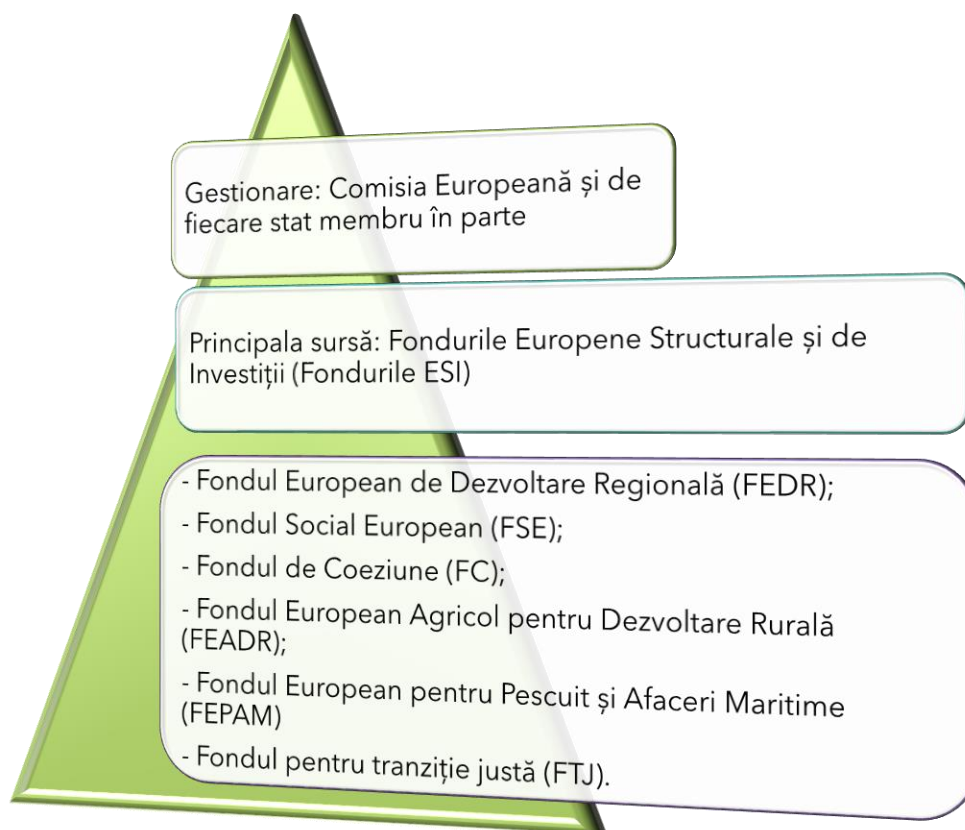 Gestionare: Comisia Europeană și de
fiecare stat membru în parte
Principala sursă: Fondurile Europene Structurale și de
Investiții (Fondurile ESI)
- Fondul European de Dezvoltare Regională (FEDR);
- Fondul Social European (FSE);
- Fondul de Coeziune (FC);
- Fondul European Agricol pentru Dezvoltare Rurală
(FEADR);
- Fondul European pentru Pescuit și Afaceri Maritime
(FEPAM)
- Fondul pentru tranziție justă (FTJ).